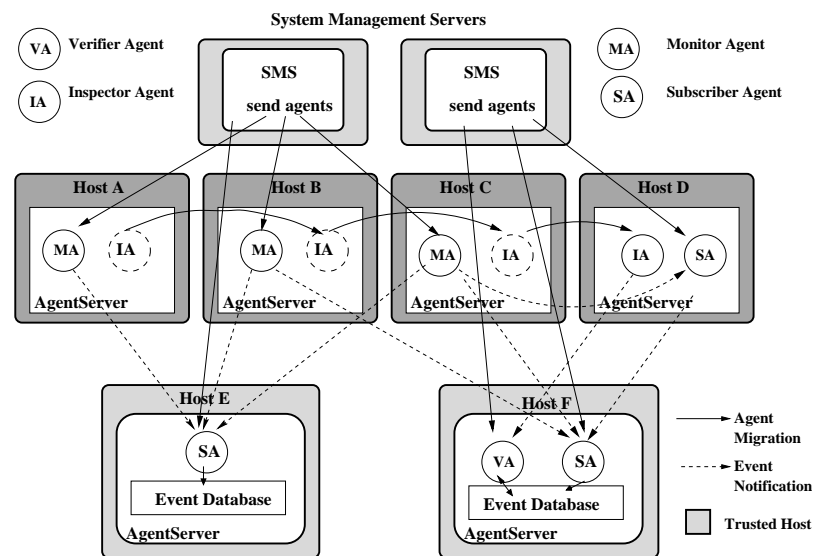 System Management Servers
VA Verifier Agent
IA Inspector Agent
SMS
send agents
SMS
send agents
MA Monitor Agent
SA Subscriber Agent
Host A
Host B
Host C
Host D
MA IA
MA IA
MA IA
IA SA
AgentServer
AgentServer
AgentServer
AgentServer
Host E
SA
Event Database
AgentServer
Host F
VA SA
Event Database
AgentServer
Agent
Migration
Event
Notification
Trusted Host